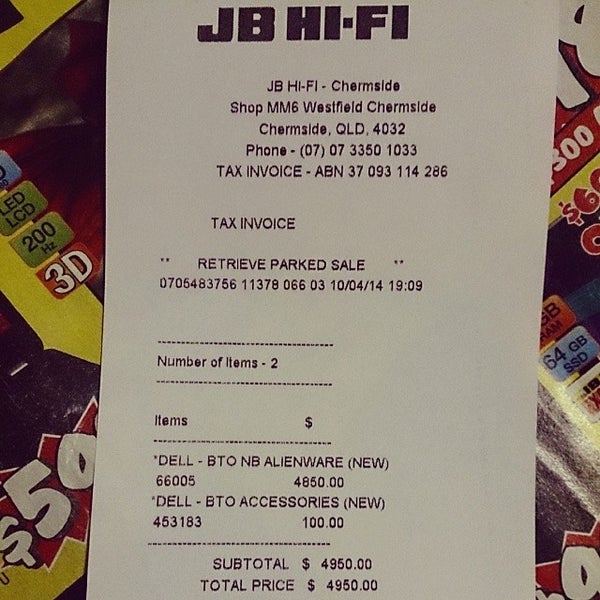 JB HI-FI
JB HI-FI - Chermside
Shop MM6 Westfield Chermside
Chermside, QLD, 4032
Phone - (07) 07 3350 1033
TAX INVOICE - ABN 37 093 114 286
TAX INVOICE
** RETRIEVE PARKED SALE **
0705483756 11378 066 03 10/04/14 19:09
--------------------------------
Number of Items - 2
--------------------------------
Items $
--------------------------------
*DELL - BTO NB ALIENWARE (NEW)
66005 4850.00
*DELL - BTO ACCESSORIES (NEW)
453183 100.00
--------------------------------
SUBTOTAL $ 4950.00
TOTAL PRICE $ 4950.00
LED
LCD
200
Hz
3D
$50
300
GB
RAM
64 GB
SSD